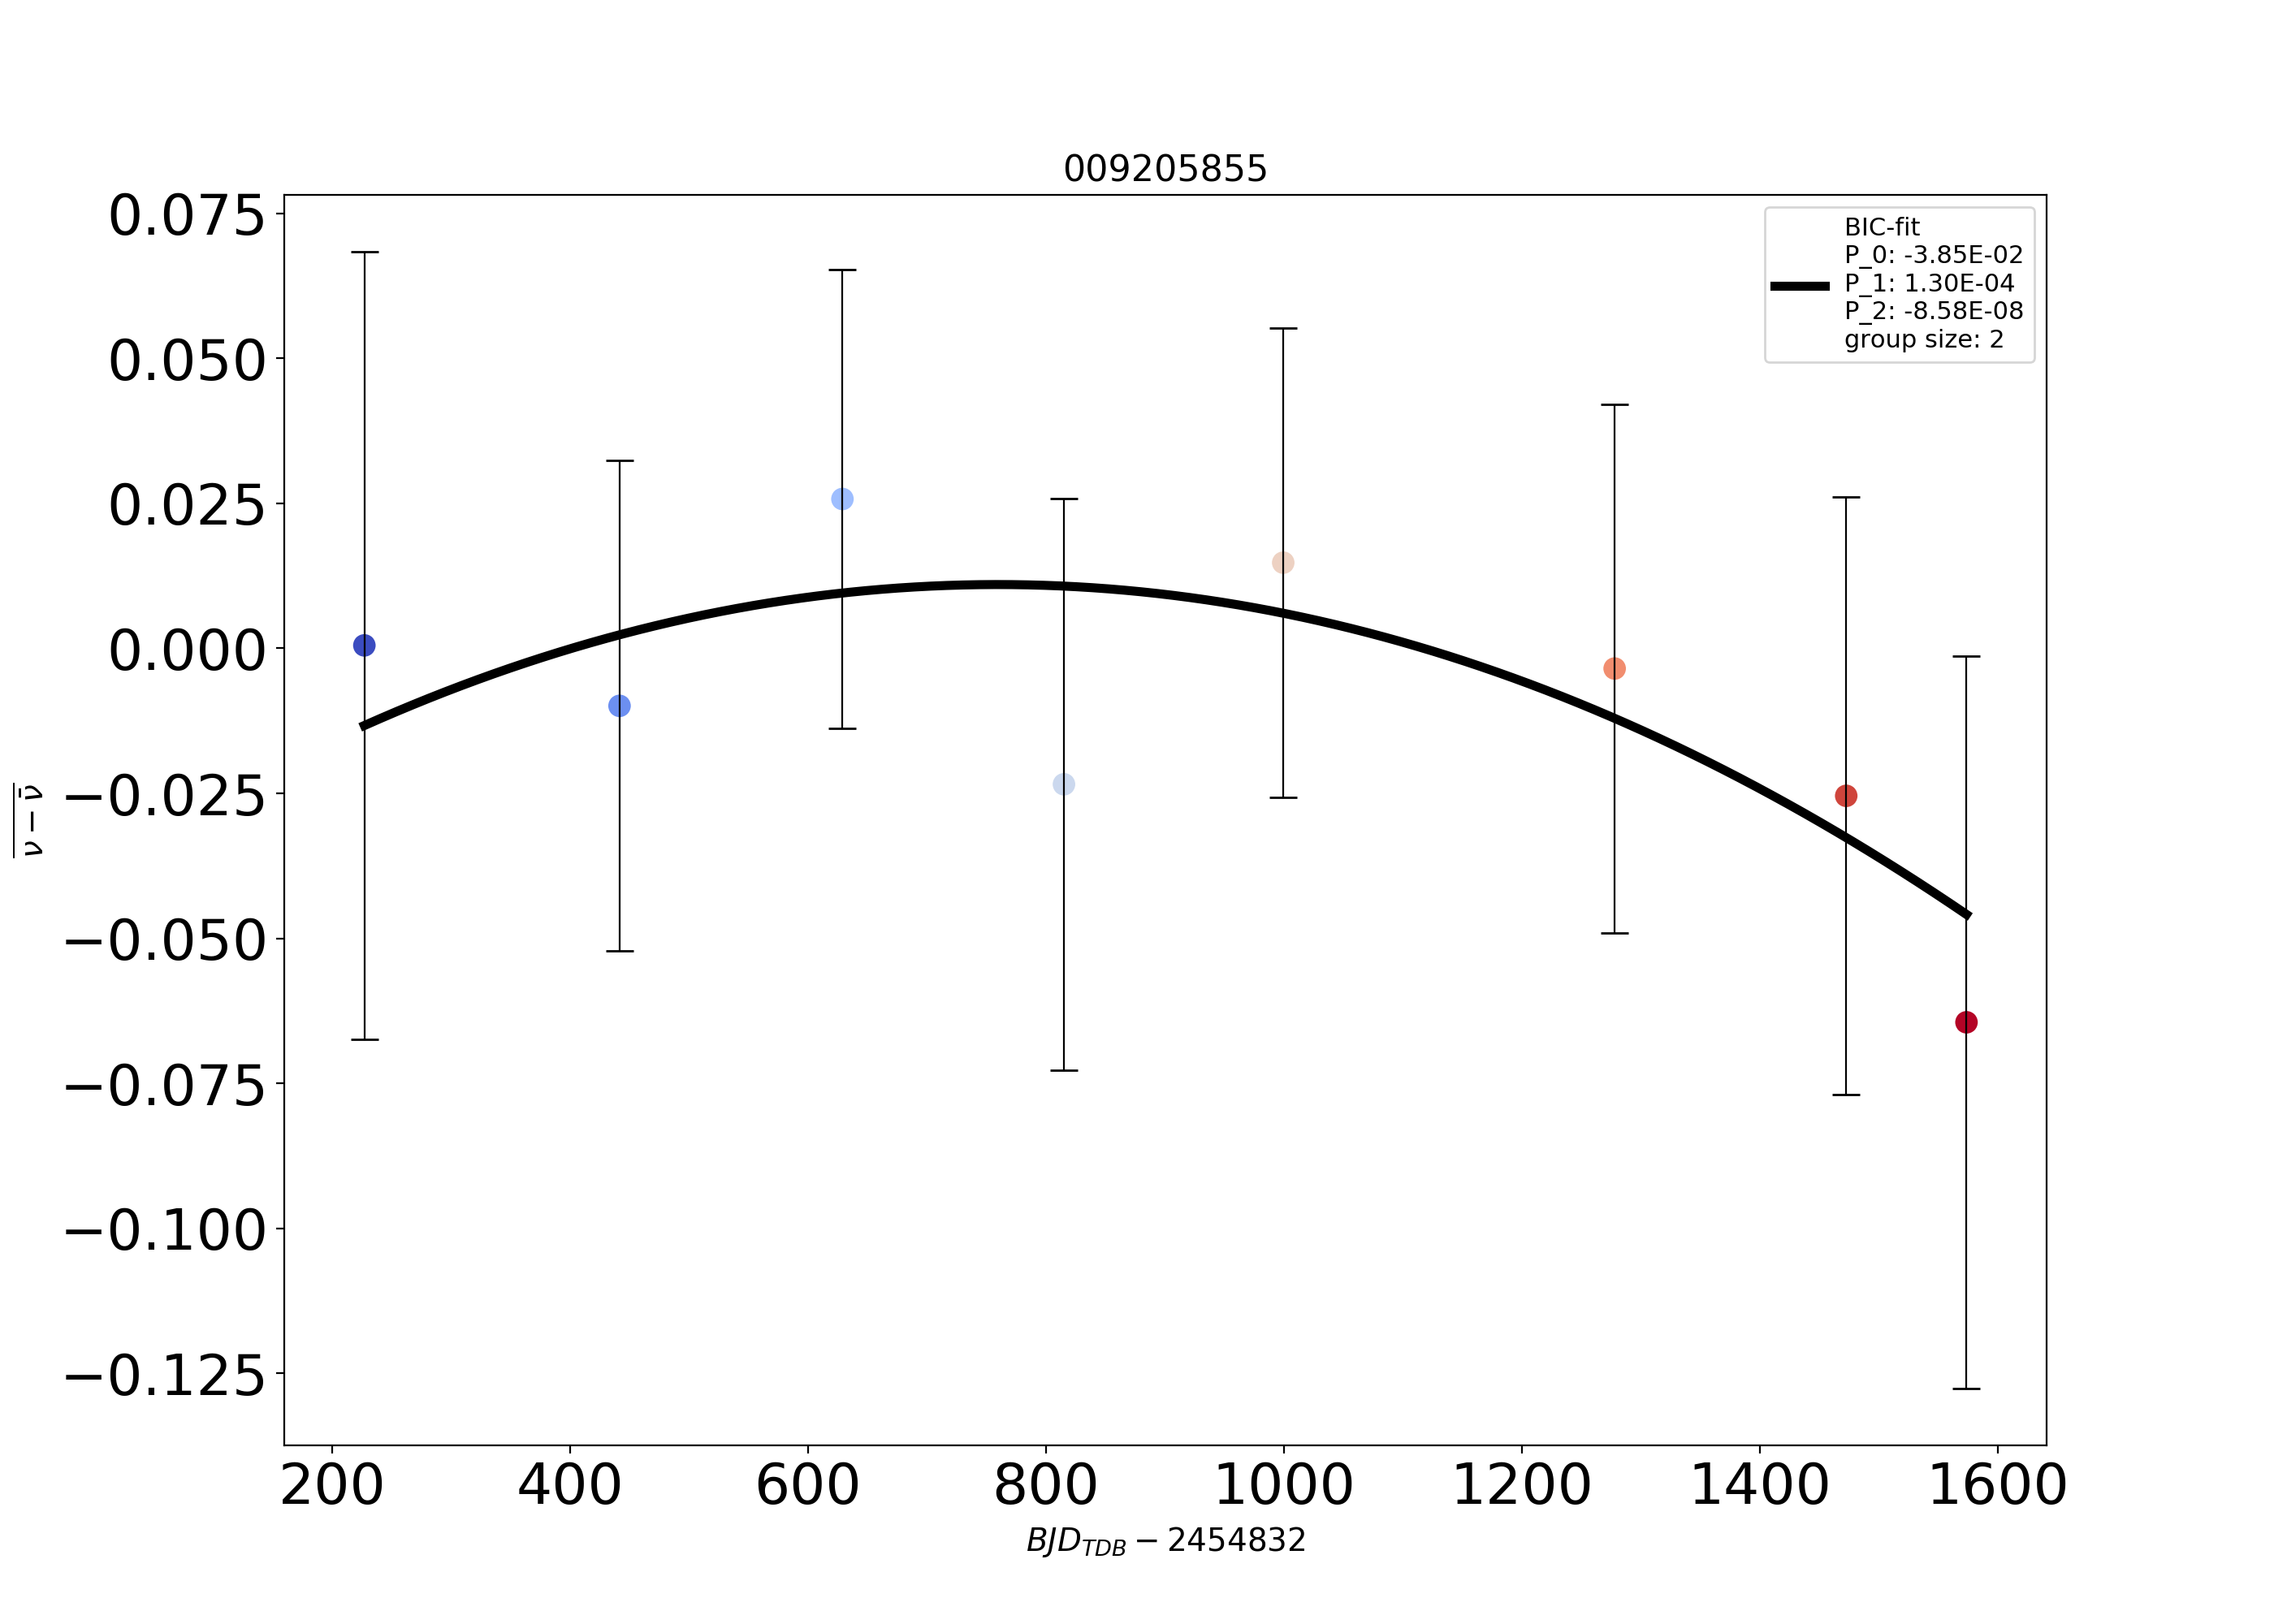 009205855
0.075
0.050
0.025
0.000
−0.025
−0.050
−0.075
−0.100
−0.125
BIC-fit
P_0: -3.85E-02
P_1: 1.30E-04
P_2: -8.58E-08
group size: 2
200 400 600 800 1000 1200 1400 1600
BJD_TDB − 2454832
ν − ν̄